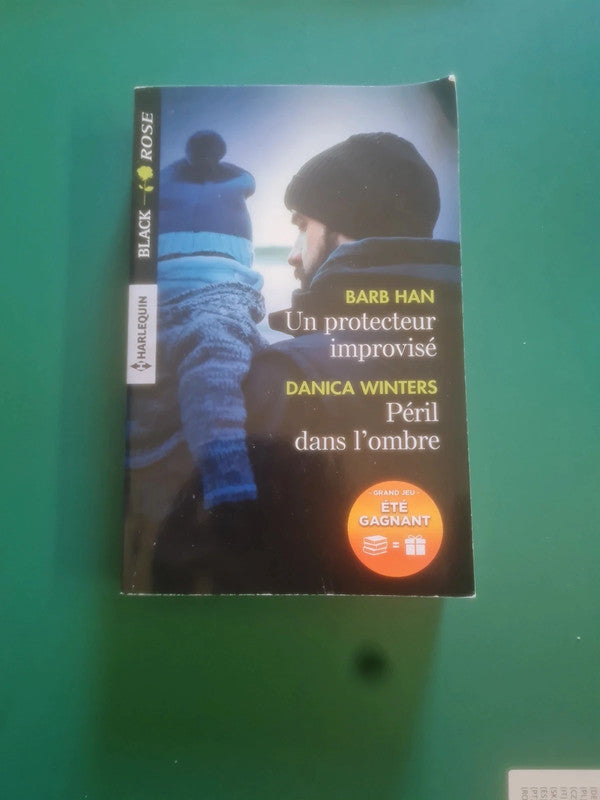 BLACK ROSE
HARLEQUIN
BARB HAN
Un protecteur
improvisé
DANICA WINTERS
Péril
dans l'ombre
- GRAND JEU -
ÉTÉ
GAGNANT
=